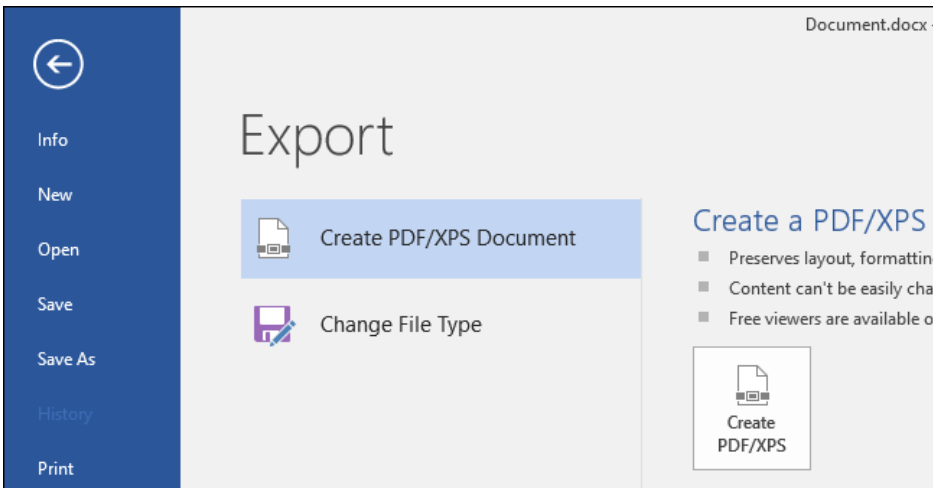 Document.docx -
Info
New
Open
Save
Save As
History
Print
Export
Create PDF/XPS Document
Change File Type
Create a PDF/XPS
Preserves layout, formattin
Content can't be easily cha
Free viewers are available o
Create
PDF/XPS